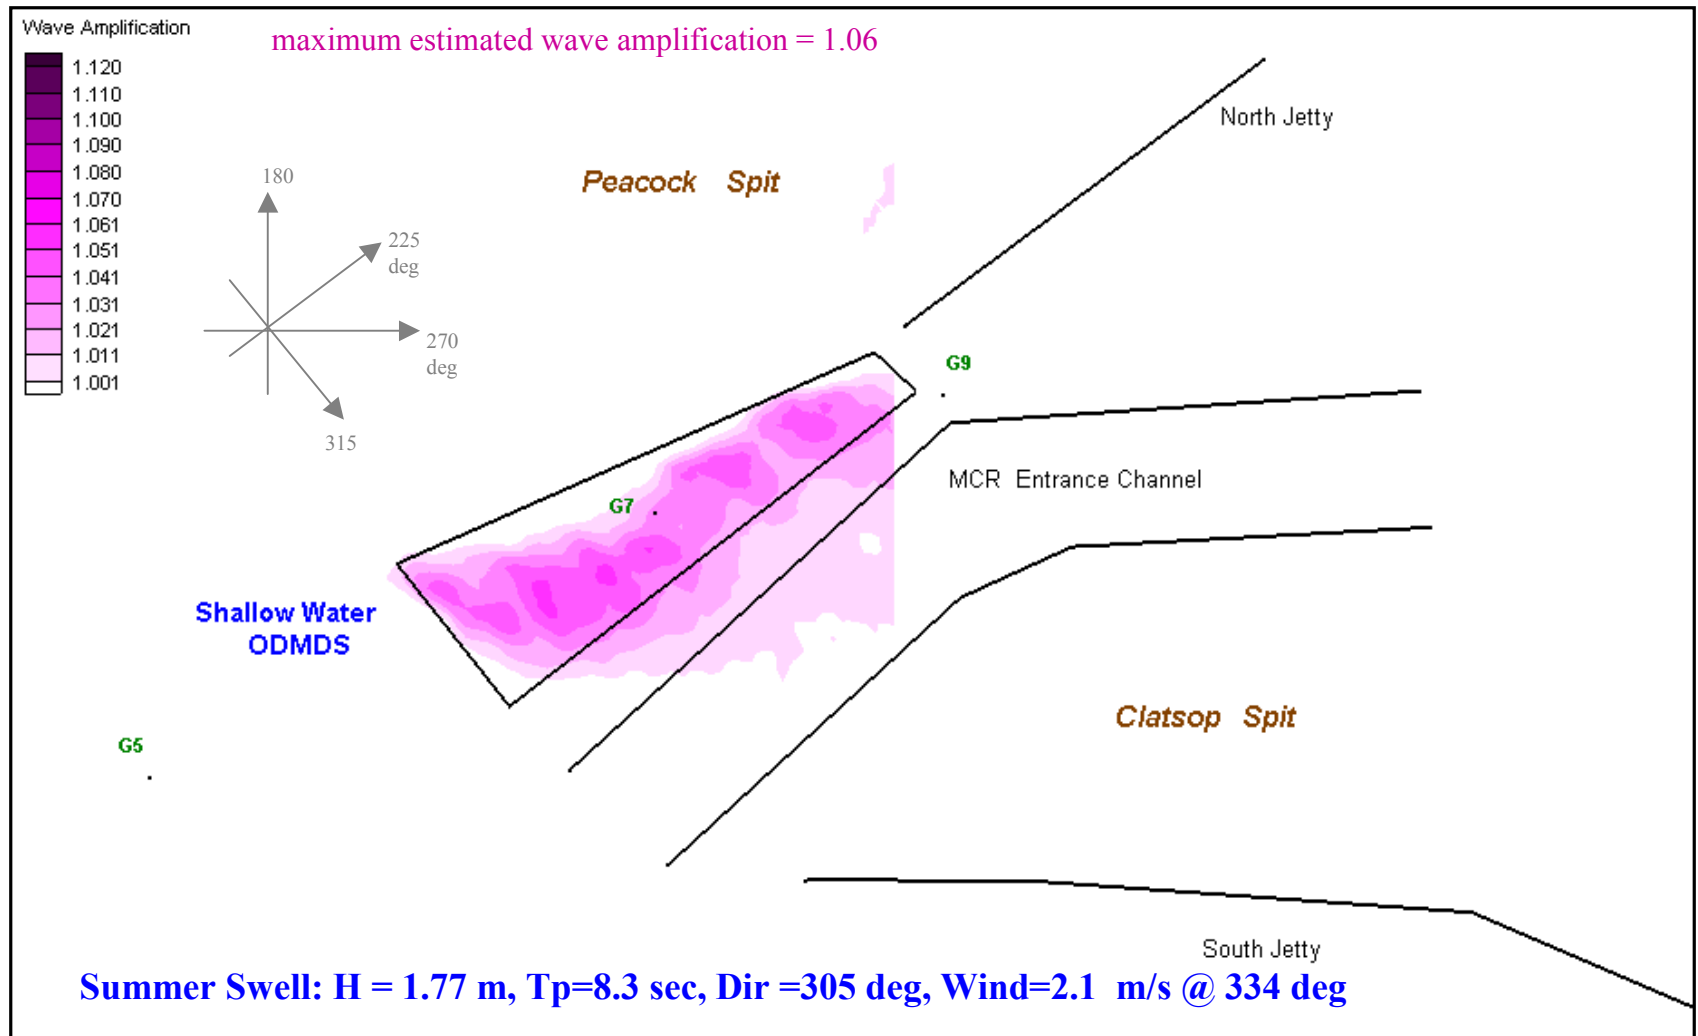 Wave Amplification
maximum estimated wave amplification = 1.06
1.120
1.110
1.100
1.090
1.080
1.070
1.061
1.051
1.041
1.031
1.021
1.011
1.001
180
225
deg
270
deg
315
Peacock Spit
North Jetty
G9
MCR Entrance Channel
G7
Shallow Water
ODMDS
Clatsop Spit
G5
South Jetty
Summer Swell: H = 1.77 m, Tp=8.3 sec, Dir =305 deg, Wind=2.1 m/s @ 334 deg